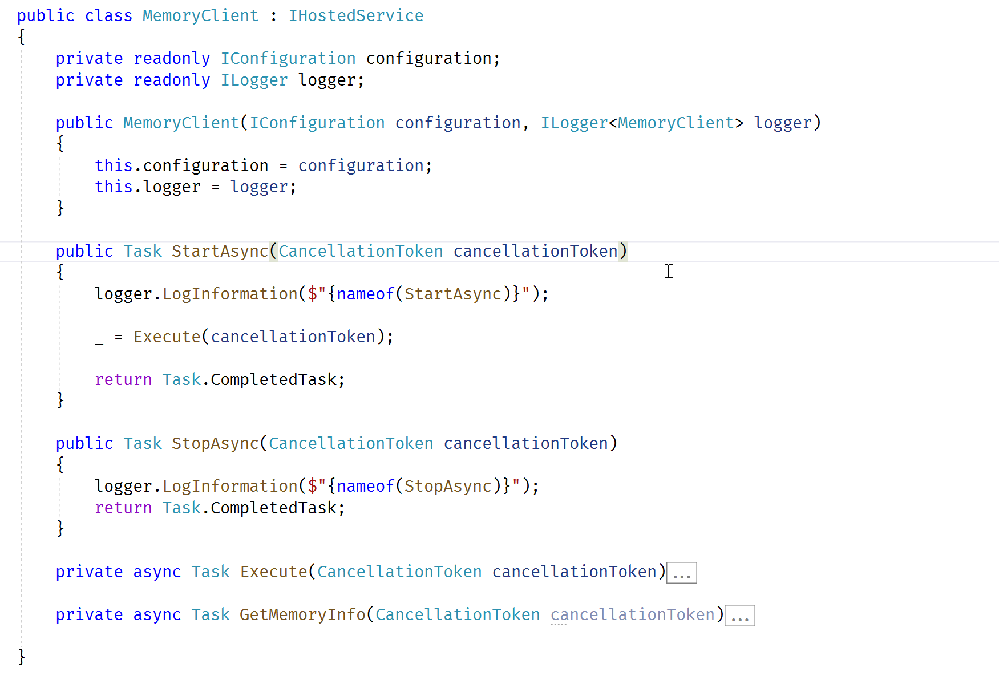 public class MemoryClient : IHostedService
{
    private readonly IConfiguration configuration;
    private readonly ILogger logger;

    public MemoryClient(IConfiguration configuration, ILogger<MemoryClient> logger)
    {
        this.configuration = configuration;
        this.logger = logger;
    }

    public Task StartAsync(CancellationToken cancellationToken)
    {
        logger.LogInformation($"{nameof(StartAsync)}");

        _ = Execute(cancellationToken);

        return Task.CompletedTask;
    }

    public Task StopAsync(CancellationToken cancellationToken)
    {
        logger.LogInformation($"{nameof(StopAsync)}");
        return Task.CompletedTask;
    }

    private async Task Execute(CancellationToken cancellationToken)...

    private async Task GetMemoryInfo(CancellationToken cancellationToken)...

}